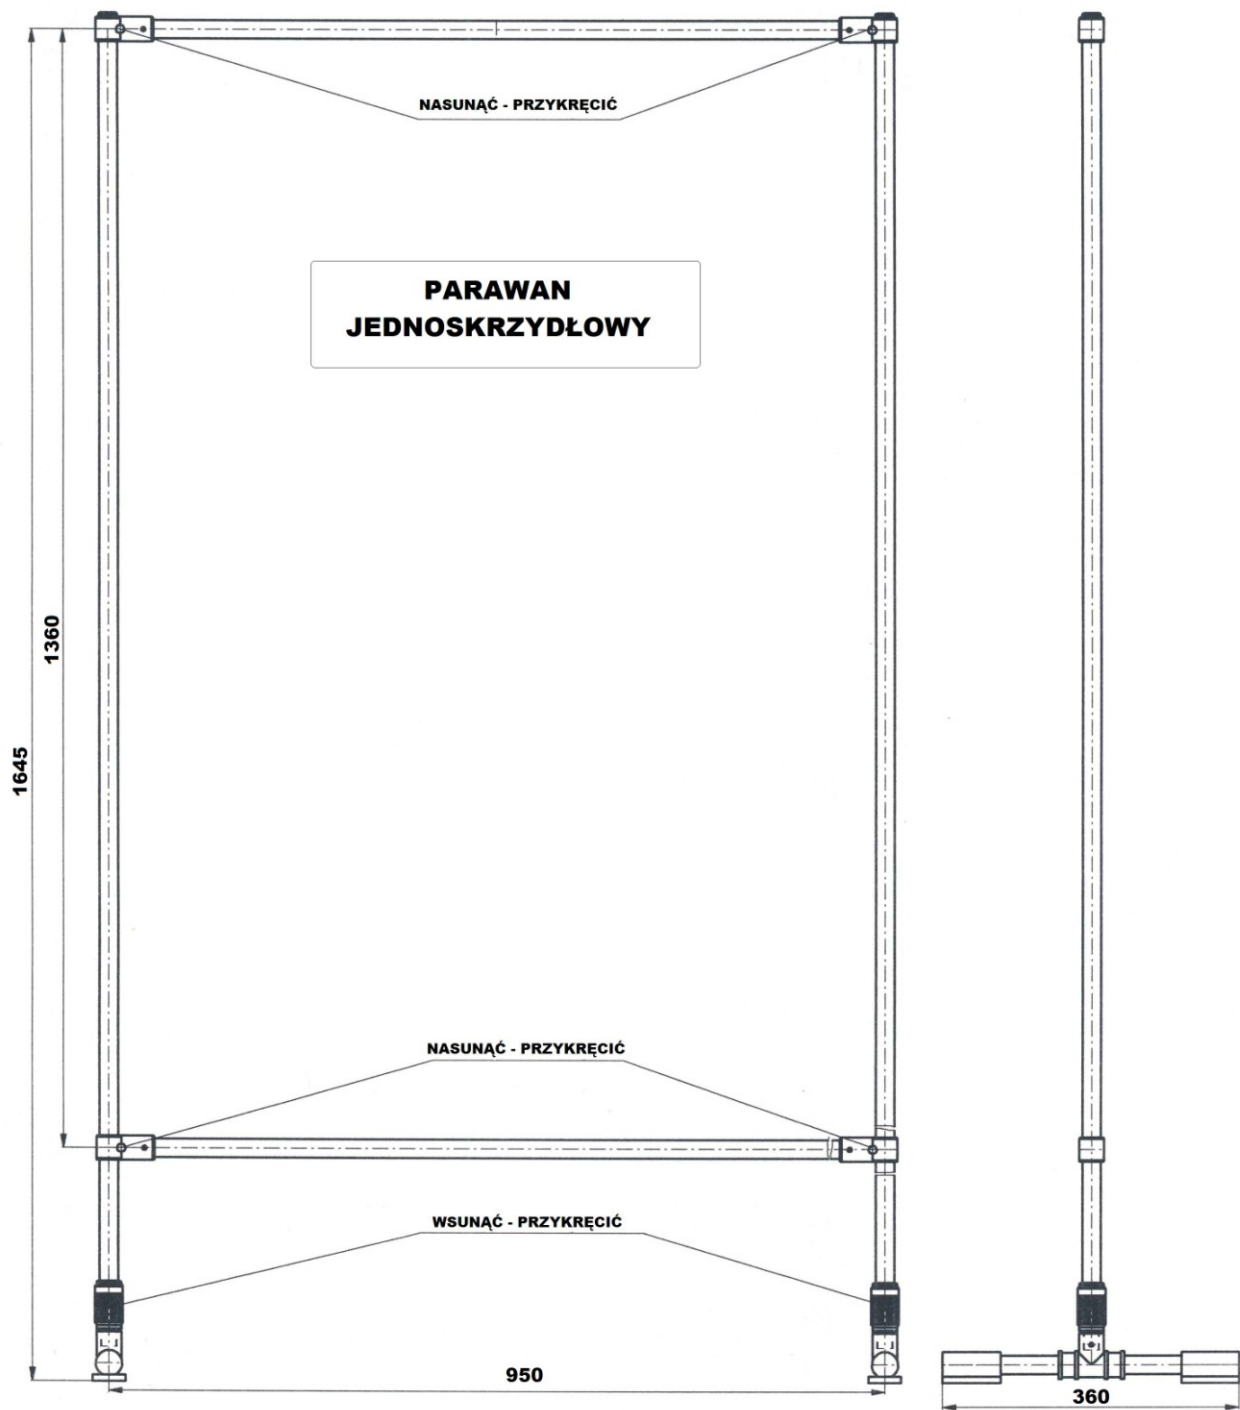 NASUNĄĆ - PRZYKRĘCIĆ
PARAWAN
JEDNOSKRZYDŁOWY
1360
1645
NASUNĄĆ - PRZYKRĘCIĆ
WSUNĄĆ - PRZYKRĘCIĆ
950
360